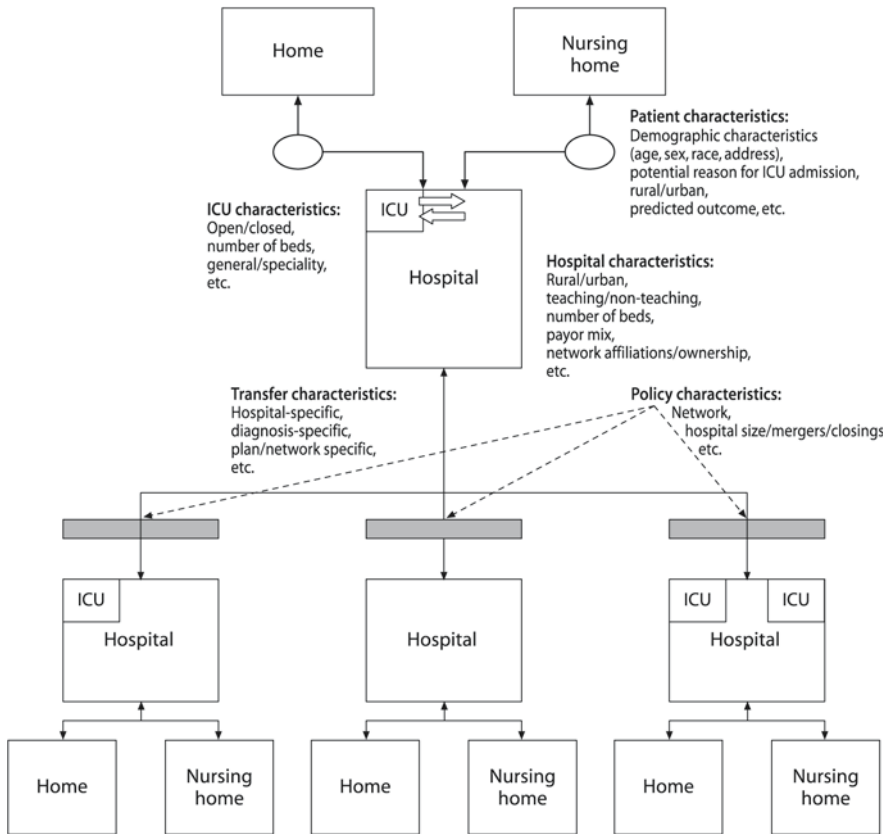 Home
Nursing
home
Patient characteristics:
Demographic characteristics
(age, sex, race, address),
potential reason for ICU admission,
rural/urban,
predicted outcome, etc.
ICU characteristics:
Open/closed,
number of beds,
general/speciality,
etc.
ICU
Hospital
Hospital characteristics:
Rural/urban,
teaching/non-teaching,
number of beds,
payor mix,
network affiliations/ownership,
etc.
Transfer characteristics:
Hospital-specific,
diagnosis-specific,
plan/network specific,
etc.
Policy characteristics:
Network,
hospital size/mergers/closings
etc.
ICU
Hospital
Hospital
ICU
ICU
Hospital
Home
Nursing
home
Home
Nursing
home
Home
Nursing
home